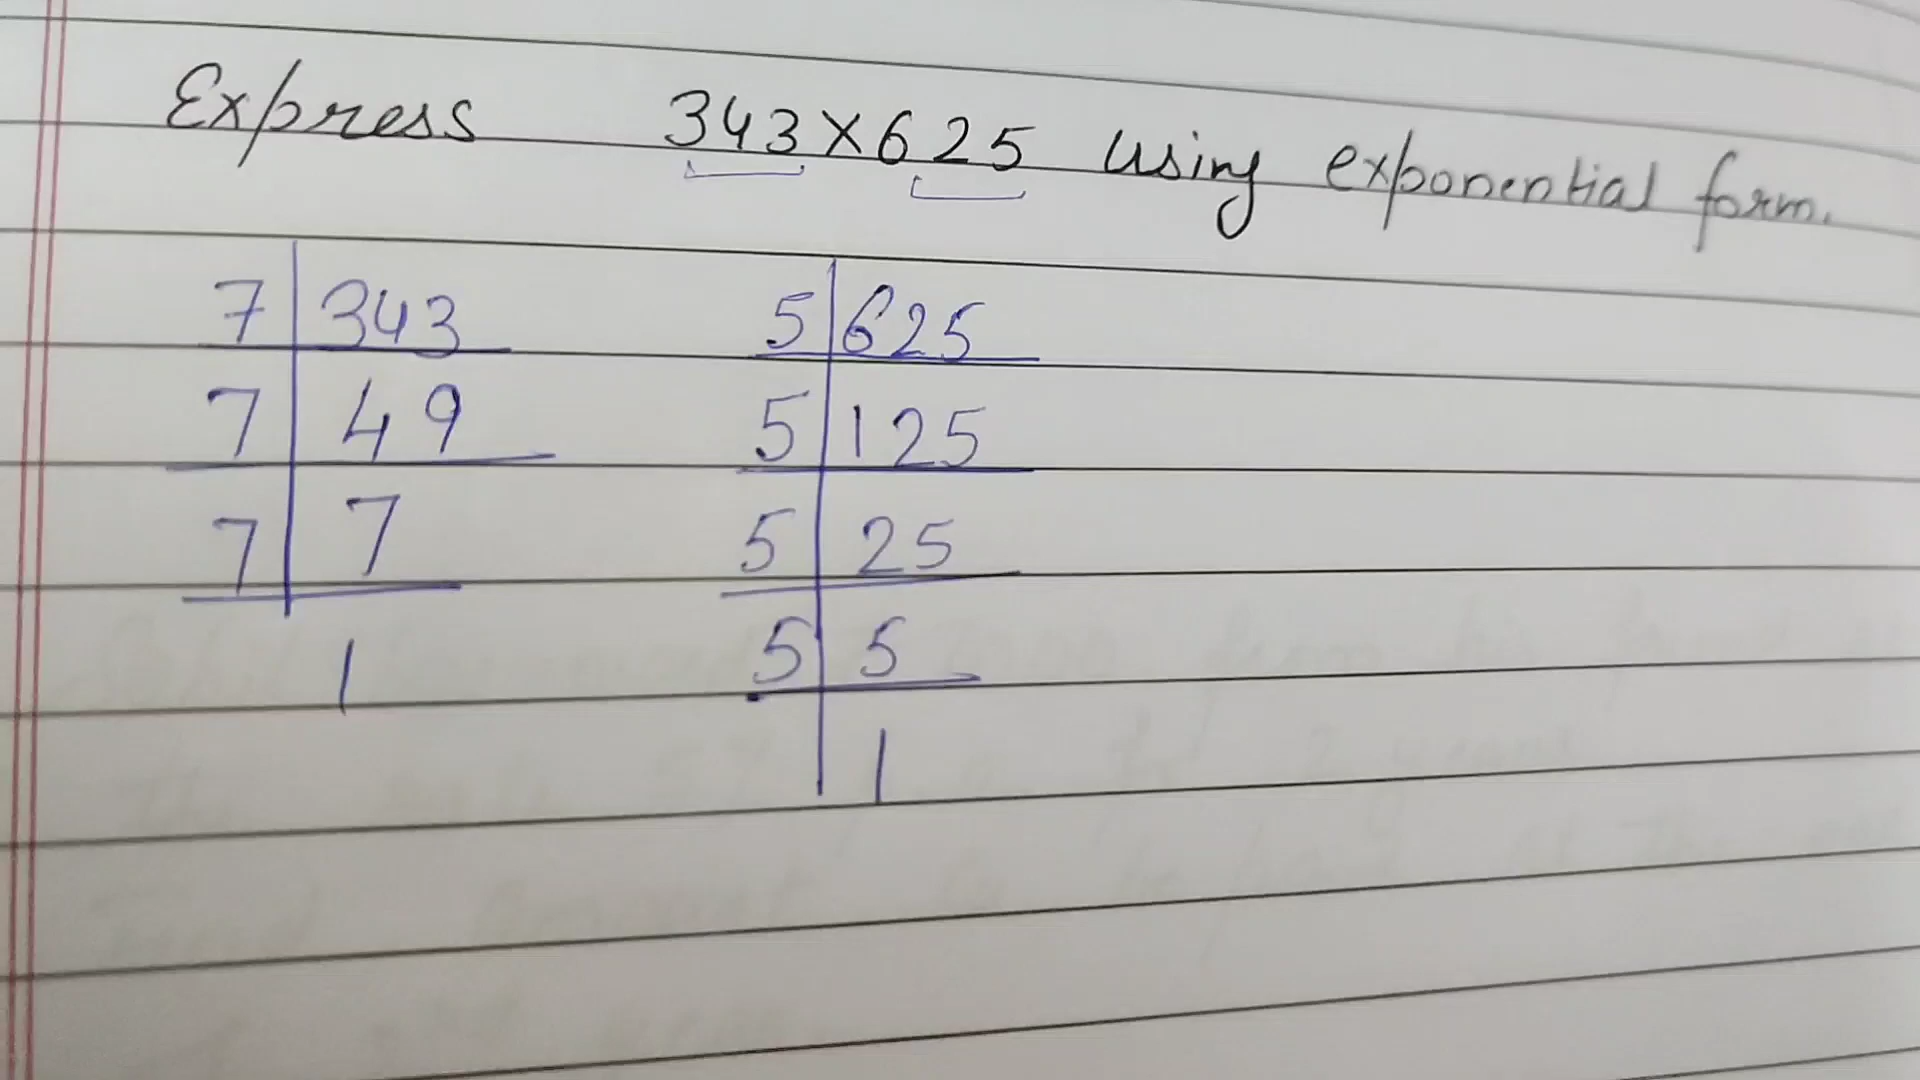 Express 343 × 625 using exponential form.
7 | 343
7 | 49
7 | 7
1
5 | 625
5 | 125
5 | 25
5 | 5
1